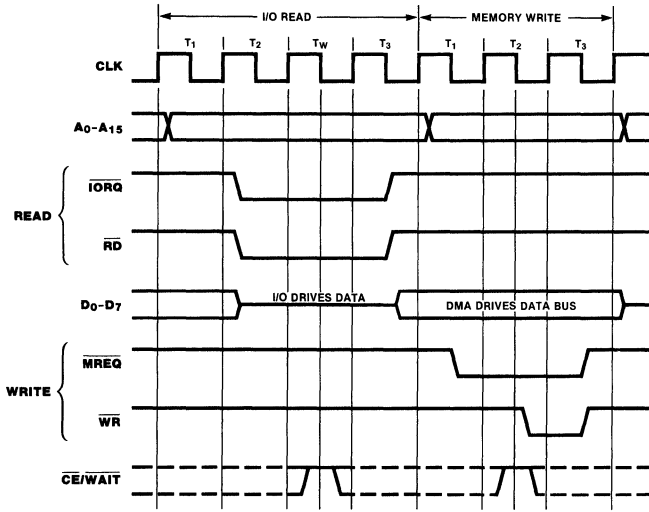 I/O READ MEMORY WRITE
T1 T2 TW T3 T1 T2 T3
CLK
A0-A15
READ
IORQ
RD
D0-D7
I/O DRIVES DATA
DMA DRIVES DATA BUS
WRITE
MREQ
WR
CE/WAIT